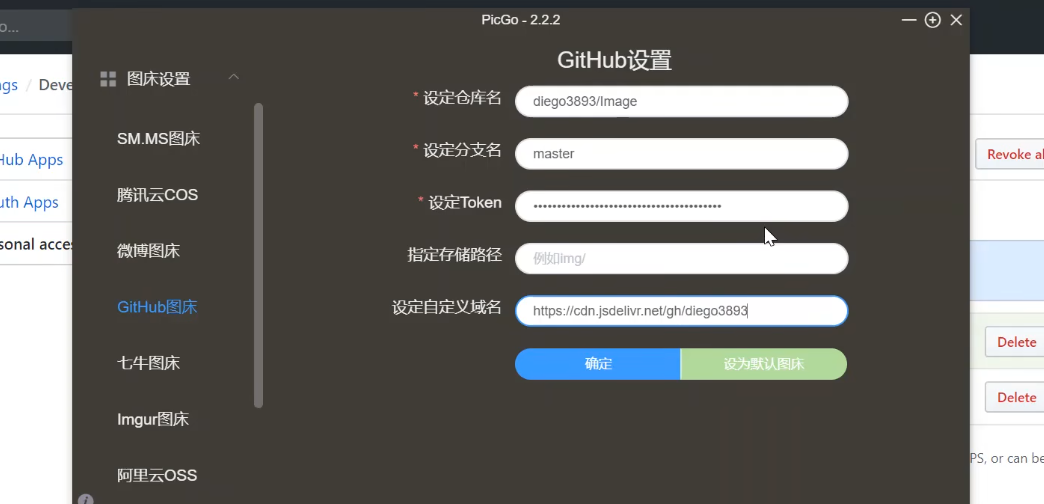 PicGo - 2.2.2
o...
GitHub设置
图床设置
* 设定仓库名
diego3893/Image
ngs / Deve
SM.MS图床
* 设定分支名
master
Hub Apps
Revoke al
腾讯云COS
* 设定Token
uth Apps
sonal acces
微博图床
指定存储路径
例如img/
GitHub图床
设定自定义域名
https://cdn.jsdelivr.net/gh/diego3893
Delete
七牛图床
确定
设为默认图床
Delete
Imgur图床
PS, or can be
阿里云OSS